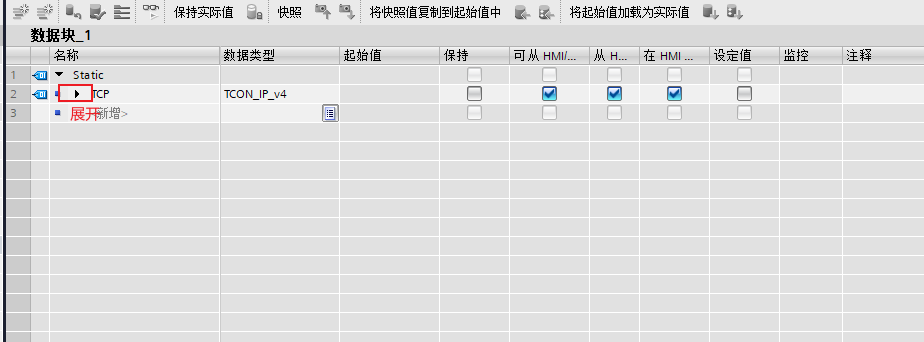 保持实际值 快照 将快照值复制到起始值中 将起始值加载为实际值
数据块_1
名称 数据类型 起始值 保持 可从 HMI/... 从 H... 在 HMI ... 设定值 监控 注释
1 Static
2 TCP TCON_IP_v4
3 展开 新增>